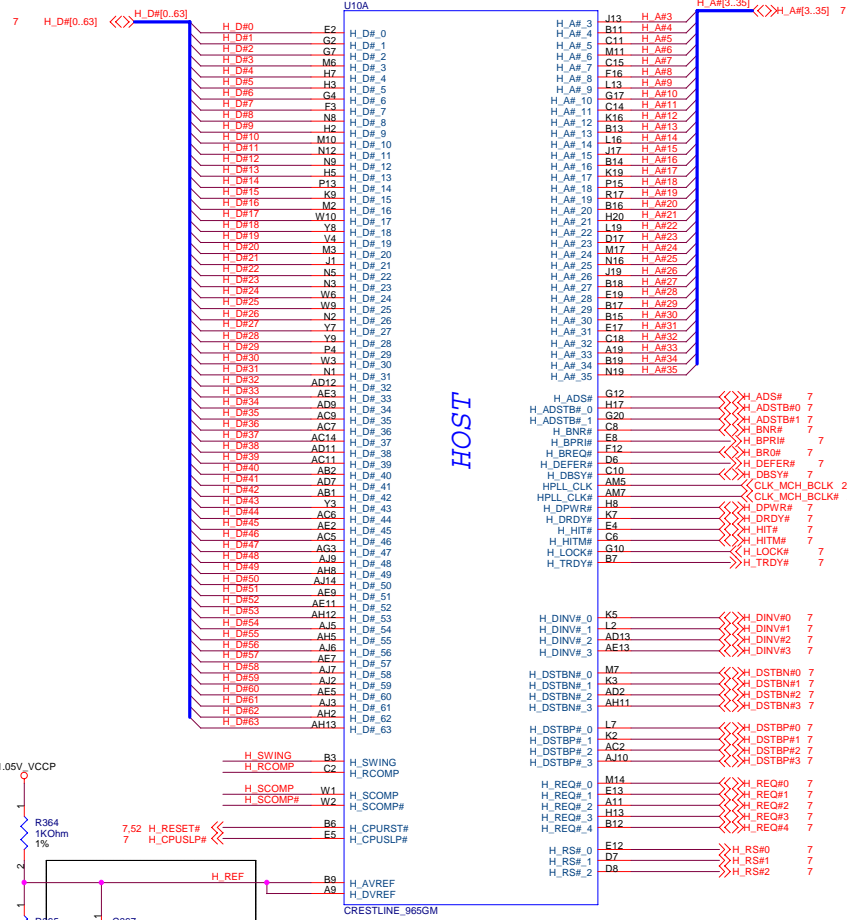 U10A
7 H_D#[0..63] H_D#[0..63]
H_D#0 E2 H_D#_0
H_D#1 G2 H_D#_1
H_D#2 G7 H_D#_2
H_D#3 M6 H_D#_3
H_D#4 H7 H_D#_4
H_D#5 H3 H_D#_5
H_D#6 G4 H_D#_6
H_D#7 F3 H_D#_7
H_D#8 N8 H_D#_8
H_D#9 H2 H_D#_9
H_D#10 M10 H_D#_10
H_D#11 N12 H_D#_11
H_D#12 N9 H_D#_12
H_D#13 H5 H_D#_13
H_D#14 P13 H_D#_14
H_D#15 K9 H_D#_15
H_D#16 M2 H_D#_16
H_D#17 W10 H_D#_17
H_D#18 Y8 H_D#_18
H_D#19 V4 H_D#_19
H_D#20 M3 H_D#_20
H_D#21 J1 H_D#_21
H_D#22 N5 H_D#_22
H_D#23 N3 H_D#_23
H_D#24 W6 H_D#_24
H_D#25 W9 H_D#_25
H_D#26 N2 H_D#_26
H_D#27 Y7 H_D#_27
H_D#28 Y9 H_D#_28
H_D#29 P4 H_D#_29
H_D#30 W3 H_D#_30
H_D#31 N1 H_D#_31
H_D#32 AD12 H_D#_32
H_D#33 AE3 H_D#_33
H_D#34 AD9 H_D#_34
H_D#35 AC9 H_D#_35
H_D#36 AC7 H_D#_36
H_D#37 AC14 H_D#_37
H_D#38 AD11 H_D#_38
H_D#39 AC11 H_D#_39
H_D#40 AB2 H_D#_40
H_D#41 AD7 H_D#_41
H_D#42 AB1 H_D#_42
H_D#43 Y3 H_D#_43
H_D#44 AC6 H_D#_44
H_D#45 AE2 H_D#_45
H_D#46 AC5 H_D#_46
H_D#47 AG3 H_D#_47
H_D#48 AJ9 H_D#_48
H_D#49 AH8 H_D#_49
H_D#50 AJ14 H_D#_50
H_D#51 AE9 H_D#_51
H_D#52 AE11 H_D#_52
H_D#53 AH12 H_D#_53
H_D#54 AJ5 H_D#_54
H_D#55 AH5 H_D#_55
H_D#56 AJ6 H_D#_56
H_D#57 AE7 H_D#_57
H_D#58 AJ7 H_D#_58
H_D#59 AJ2 H_D#_59
H_D#60 AE5 H_D#_60
H_D#61 AJ3 H_D#_61
H_D#62 AH2 H_D#_62
H_D#63 AH13 H_D#_63
H_SWING B3 H_SWING
H_RCOMP C2 H_RCOMP
H_SCOMP W1 H_SCOMP
H_SCOMP# W2 H_SCOMP#
7,52 H_RESET# B6 H_CPURST#
7 H_CPUSLP# E5 H_CPUSLP#
H_REF B9 H_AVREF
A9 H_DVREF
.05V_VCCP
1
R364
1KOhm
1%
2
1
1
HOST
H_A#[3..35] H_A#[3..35] 7
H_A#_3 J13 H_A#3
H_A#_4 B11 H_A#4
H_A#_5 C11 H_A#5
H_A#_6 M11 H_A#6
H_A#_7 C15 H_A#7
H_A#_8 F16 H_A#8
H_A#_9 L13 H_A#9
H_A#_10 G17 H_A#10
H_A#_11 C14 H_A#11
H_A#_12 K16 H_A#12
H_A#_13 B13 H_A#13
H_A#_14 L16 H_A#14
H_A#_15 J17 H_A#15
H_A#_16 B14 H_A#16
H_A#_17 K19 H_A#17
H_A#_18 P15 H_A#18
H_A#_19 R17 H_A#19
H_A#_20 B16 H_A#20
H_A#_21 H20 H_A#21
H_A#_22 L19 H_A#22
H_A#_23 D17 H_A#23
H_A#_24 M17 H_A#24
H_A#_25 N16 H_A#25
H_A#_26 J19 H_A#26
H_A#_27 B18 H_A#27
H_A#_28 E19 H_A#28
H_A#_29 B17 H_A#29
H_A#_30 B15 H_A#30
H_A#_31 E17 H_A#31
H_A#_32 C18 H_A#32
H_A#_33 A19 H_A#33
H_A#_34 B19 H_A#34
H_A#_35 N19 H_A#35
H_ADS# G12 H_ADS# 7
H_ADSTB#_0 H17 H_ADSTB#0 7
H_ADSTB#_1 G20 H_ADSTB#1 7
H_BNR# C8 H_BNR# 7
H_BPRI# E8 H_BPRI# 7
H_BREQ# F12 H_BR0# 7
H_DEFER# D6 H_DEFER# 7
H_DBSY# C10 H_DBSY# 7
HPLL_CLK AM5 CLK_MCH_BCLK 2
HPLL_CLK# AM7 CLK_MCH_BCLK#
H_DPWR# H8 H_DPWR# 7
H_DRDY# K7 H_DRDY# 7
H_HIT# E4 H_HIT# 7
H_HITM# C6 H_HITM# 7
H_LOCK# G10 H_LOCK# 7
H_TRDY# B7 H_TRDY# 7
H_DINV#_0 K5 H_DINV#0 7
H_DINV#_1 L2 H_DINV#1 7
H_DINV#_2 AD13 H_DINV#2 7
H_DINV#_3 AE13 H_DINV#3 7
H_DSTBN#_0 M7 H_DSTBN#0 7
H_DSTBN#_1 K3 H_DSTBN#1 7
H_DSTBN#_2 AD2 H_DSTBN#2 7
H_DSTBN#_3 AH11 H_DSTBN#3 7
H_DSTBP#_0 L7 H_DSTBP#0 7
H_DSTBP#_1 K2 H_DSTBP#1 7
H_DSTBP#_2 AC2 H_DSTBP#2 7
H_DSTBP#_3 AJ10 H_DSTBP#3 7
H_REQ#_0 M14 H_REQ#0 7
H_REQ#_1 E13 H_REQ#1 7
H_REQ#_2 A11 H_REQ#2 7
H_REQ#_3 H13 H_REQ#3 7
H_REQ#_4 B12 H_REQ#4 7
H_RS#_0 E12 H_RS#0 7
H_RS#_1 D7 H_RS#1 7
H_RS#_2 D8 H_RS#2 7
CRESTLINE_965GM